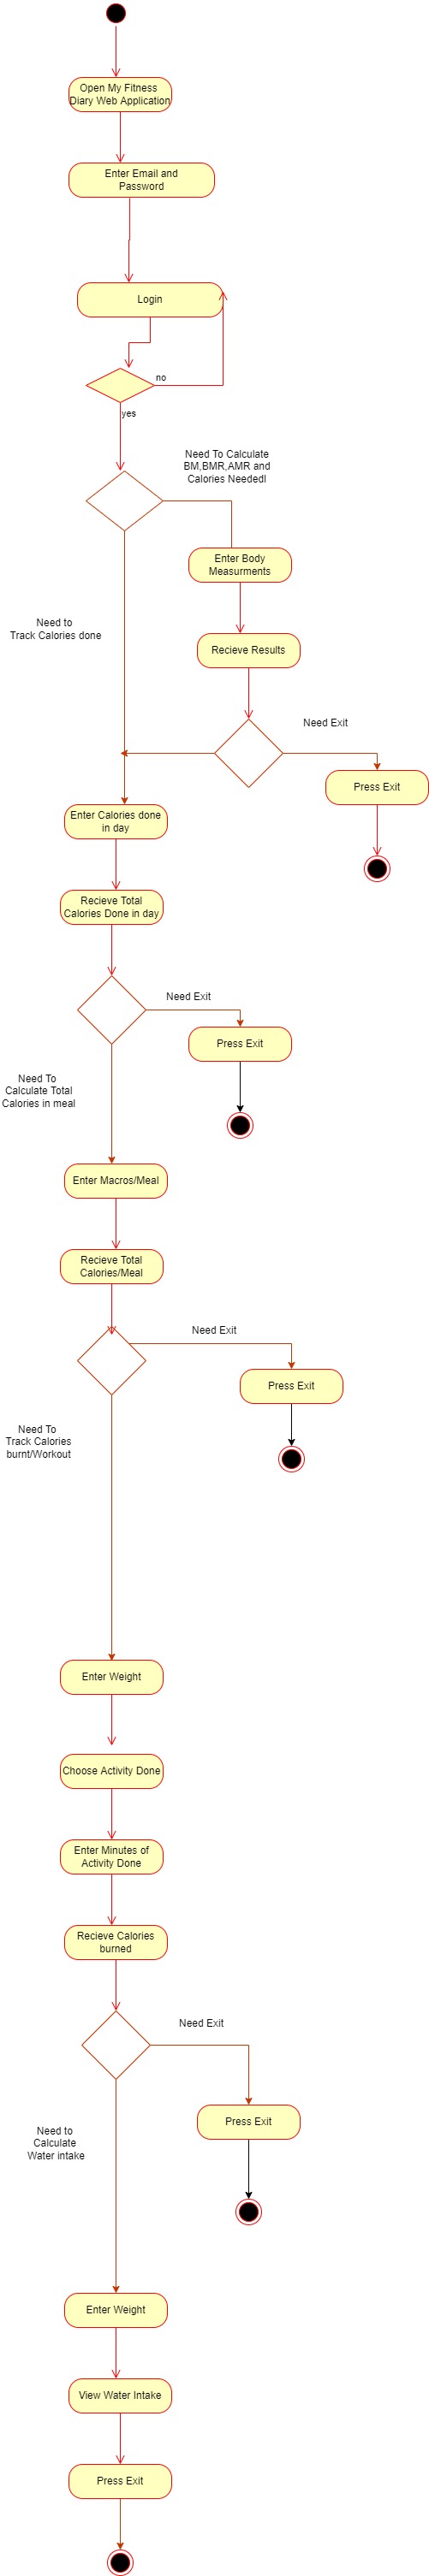 Open My Fitness
Diary Web Application
Enter Email and
Password
Login
no
yes
Need To Calculate
BM,BMR,AMR and
Calories Neededl
Enter Body
Measurments
Need to
Track Calories done
Recieve Results
Need Exit
Press Exit
Enter Calories done
in day
Recieve Total
Calories Done in day
Need Exit
Press Exit
Need To
Calculate Total
Calories in meal
Enter Macros/Meal
Recieve Total
Calories/Meal
Need Exit
Press Exit
Need To
Track Calories
burnt/Workout
Enter Weight
Choose Activity Done
Enter Minutes of
Activity Done
Recieve Calories
burned
Need Exit
Press Exit
Need to
Calculate
Water intake
Enter Weight
View Water Intake
Press Exit